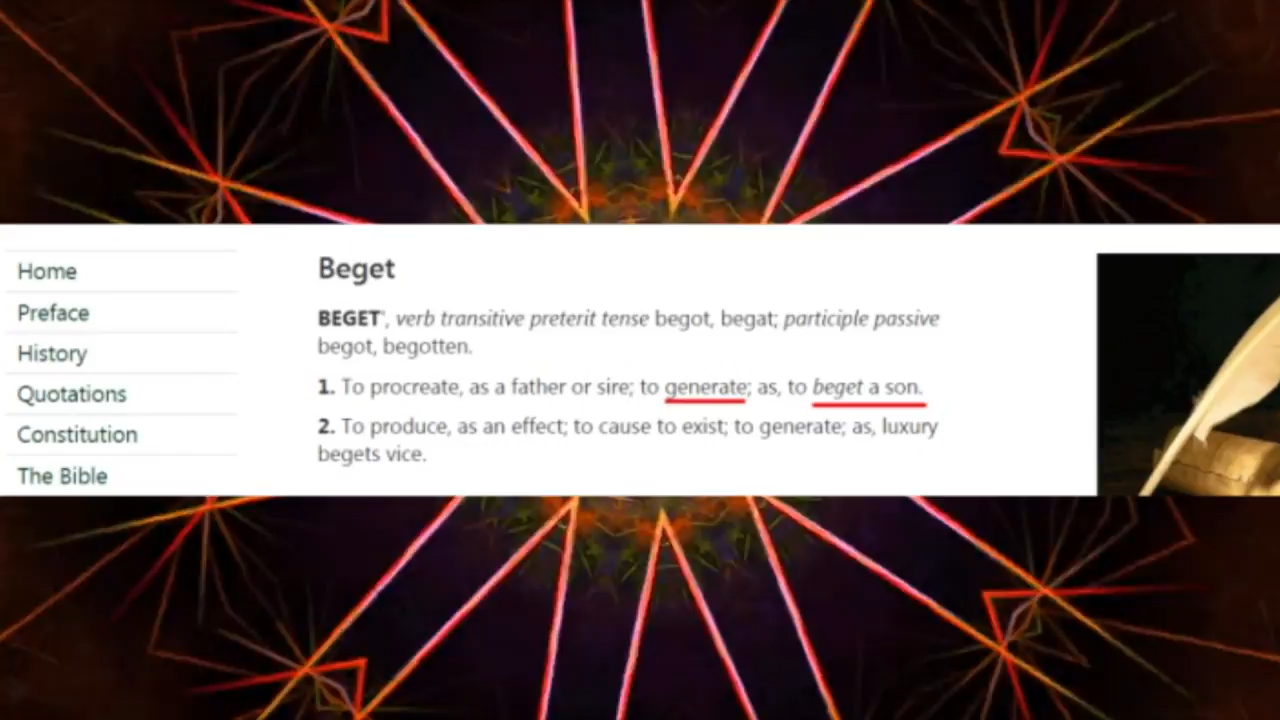 Home
Preface
History
Quotations
Constitution
The Bible
Beget
BEGET', verb transitive preterit tense begot, begat; participle passive
begot, begotten.
1. To procreate, as a father or sire; to generate; as, to beget a son.
2. To produce, as an effect; to cause to exist; to generate; as, luxury
begets vice.